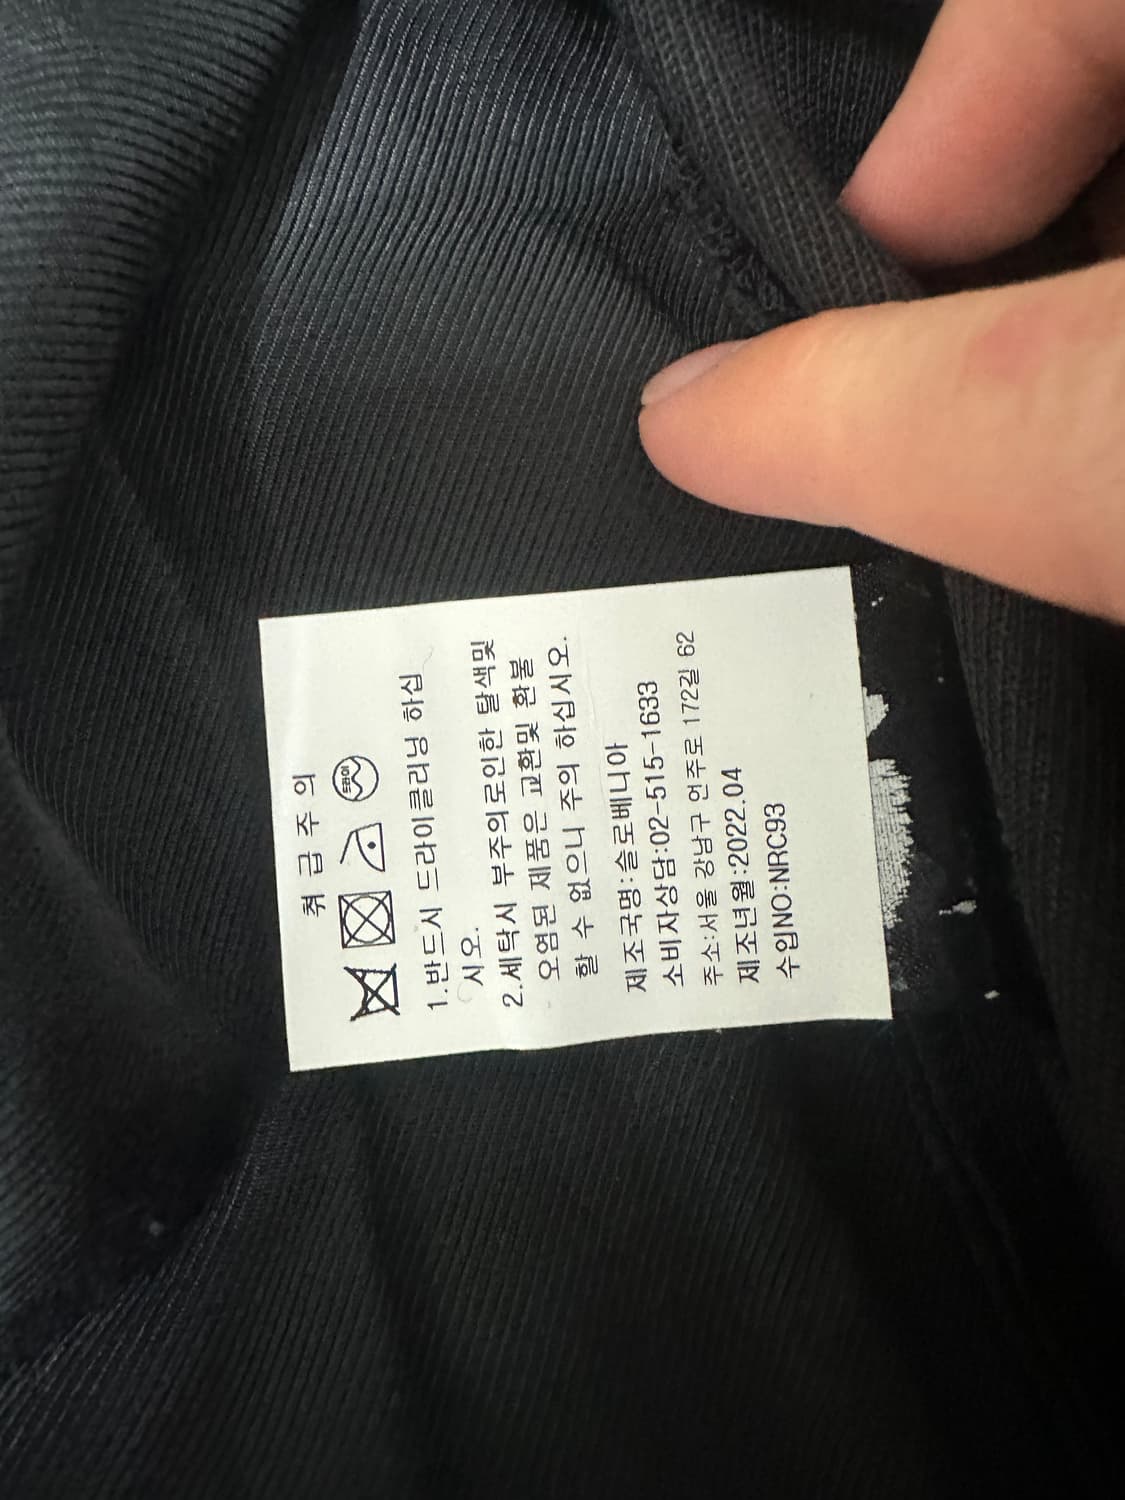 취 급 주 의
드라이
1.반드시 드라이클리닝 하십
시오.
2.세탁시 부주의로인한 탈색및
오염된 제품은 교환및 환불
할 수 없으니 주의 하십시오.
제조국명:슬로베니아
소비자상담:02-515-1633
주소:서울 강남구 언주로 172길 62
제조년월:2022.04
수입NO:NRC93